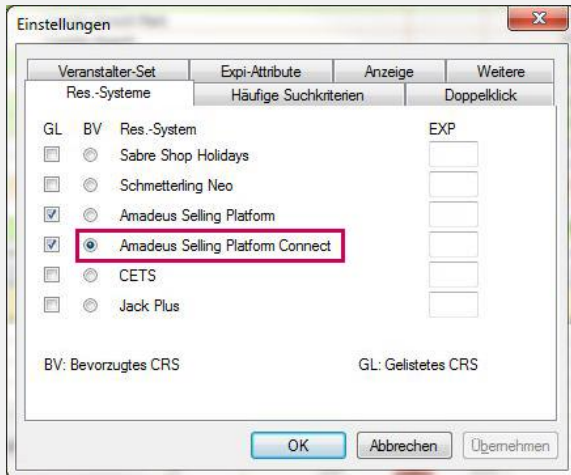 Einstellungen
Veranstalter-Set Expi-Attribute Anzeige Weitere
Res.-Systeme Häufige Suchkriterien Doppelklick
GL BV Res.-System EXP
Sabre Shop Holidays
Schmetterling Neo
Amadeus Selling Platform
Amadeus Selling Platform Connect
CETS
Jack Plus
BV: Bevorzugtes CRS GL: Gelistetes CRS
OK Abbrechen Übernehmen